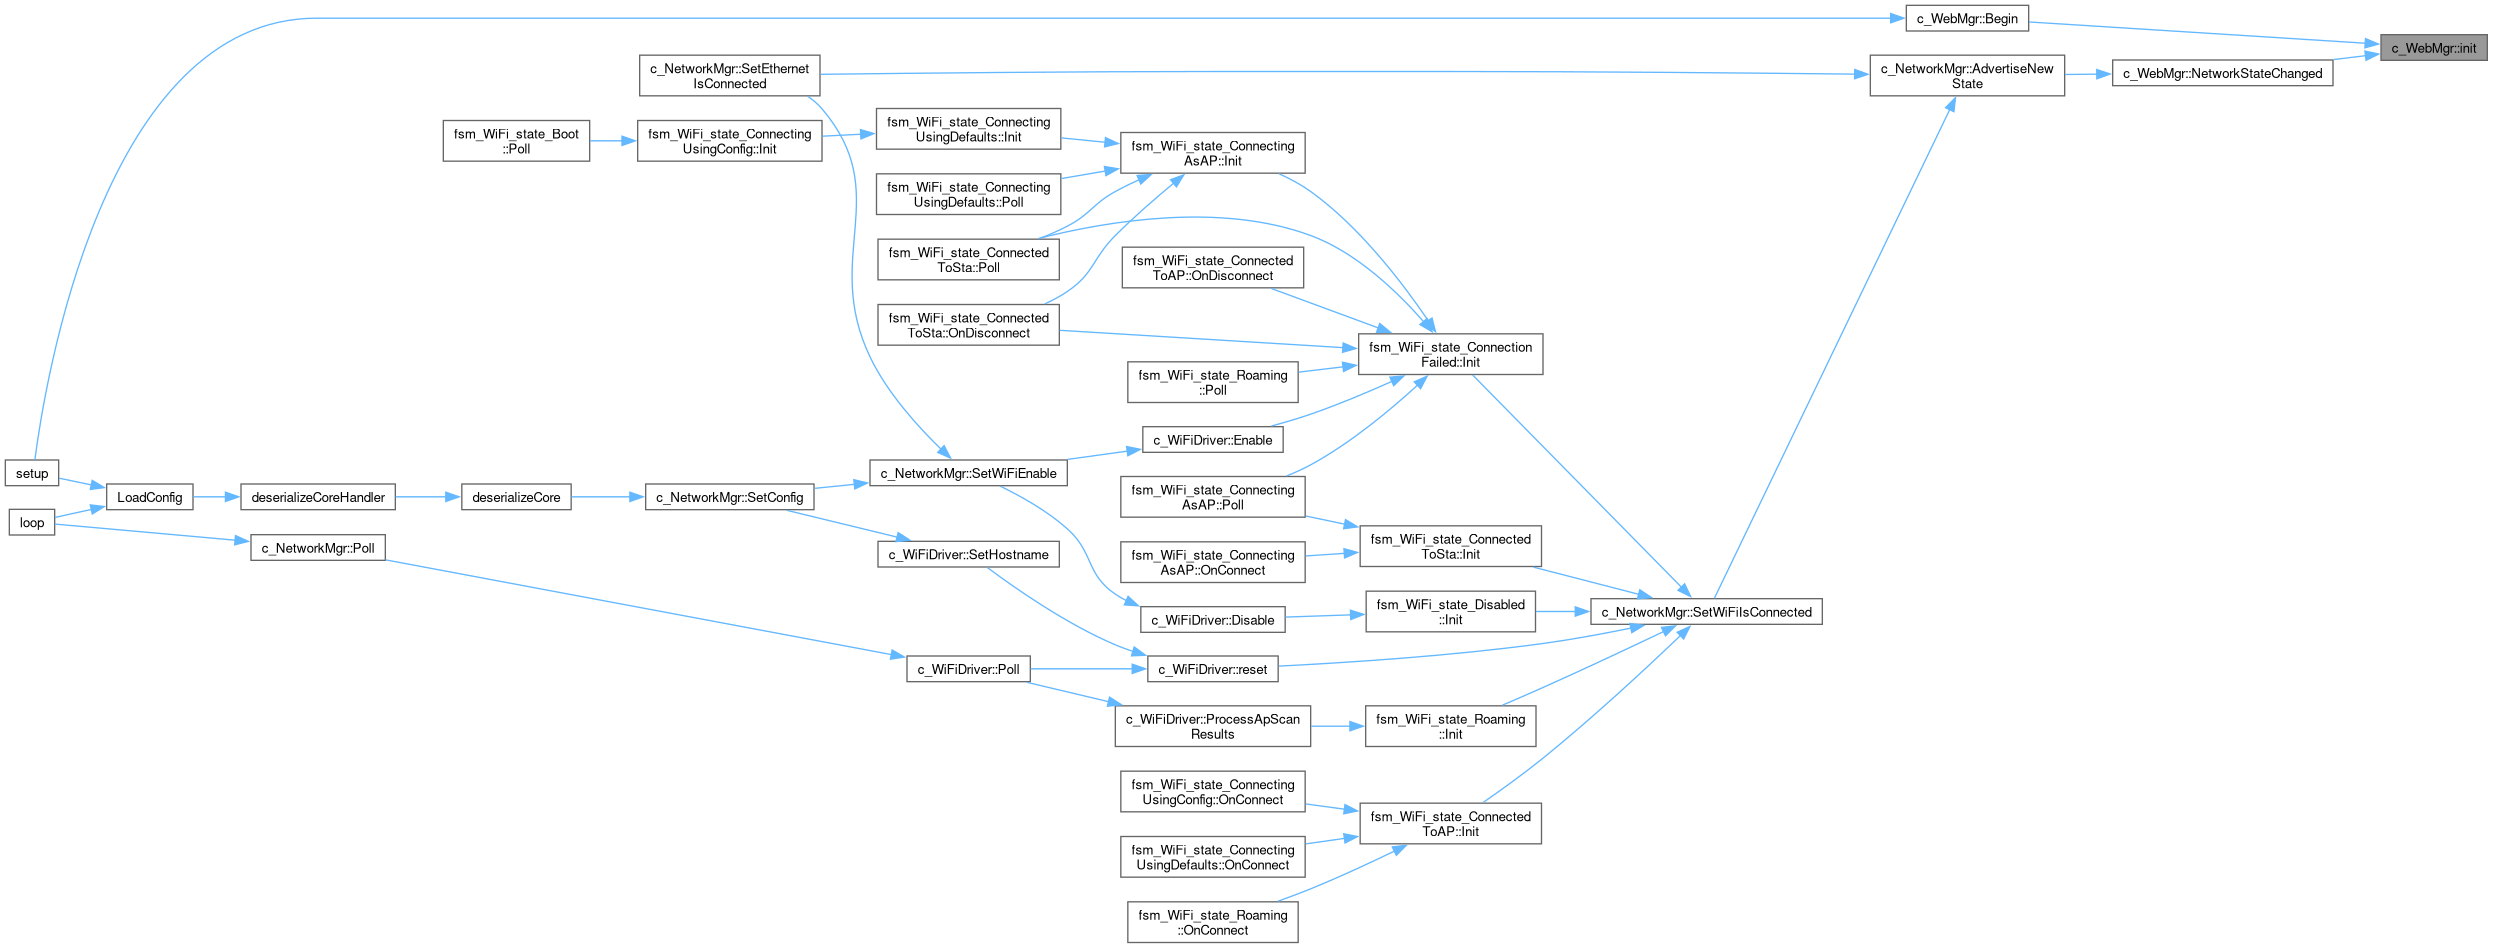 c_WebMgr::Begin
c_WebMgr::init
c_NetworkMgr::SetEthernet
IsConnected
c_NetworkMgr::AdvertiseNew
State
c_WebMgr::NetworkStateChanged
fsm_WiFi_state_Boot
::Poll
fsm_WiFi_state_Connecting
UsingConfig::Init
fsm_WiFi_state_Connecting
UsingDefaults::Init
fsm_WiFi_state_Connecting
AsAP::Init
fsm_WiFi_state_Connecting
UsingDefaults::Poll
fsm_WiFi_state_Connected
ToSta::Poll
fsm_WiFi_state_Connected
ToAP::OnDisconnect
fsm_WiFi_state_Connected
ToSta::OnDisconnect
fsm_WiFi_state_Connection
Failed::Init
fsm_WiFi_state_Roaming
::Poll
c_WiFiDriver::Enable
setup
LoadConfig
deserializeCoreHandler
deserializeCore
c_NetworkMgr::SetConfig
c_NetworkMgr::SetWiFiEnable
fsm_WiFi_state_Connecting
AsAP::Poll
loop
c_NetworkMgr::Poll
c_WiFiDriver::SetHostname
fsm_WiFi_state_Connecting
AsAP::OnConnect
fsm_WiFi_state_Connected
ToSta::Init
c_WiFiDriver::Disable
fsm_WiFi_state_Disabled
::Init
c_NetworkMgr::SetWiFiIsConnected
c_WiFiDriver::Poll
c_WiFiDriver::reset
c_WiFiDriver::ProcessApScan
Results
fsm_WiFi_state_Roaming
::Init
fsm_WiFi_state_Connecting
UsingConfig::OnConnect
fsm_WiFi_state_Connected
ToAP::Init
fsm_WiFi_state_Connecting
UsingDefaults::OnConnect
fsm_WiFi_state_Roaming
::OnConnect